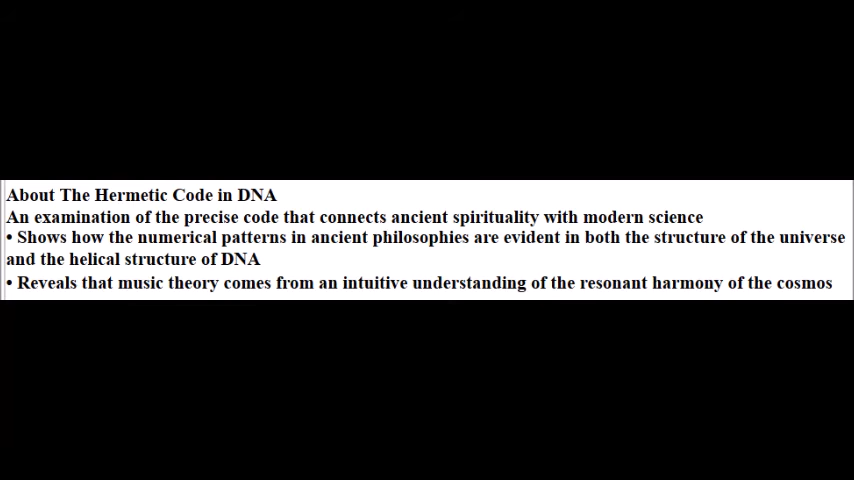 About The Hermetic Code in DNA
An examination of the precise code that connects ancient spirituality with modern science
• Shows how the numerical patterns in ancient philosophies are evident in both the structure of the universe
and the helical structure of DNA
• Reveals that music theory comes from an intuitive understanding of the resonant harmony of the cosmos